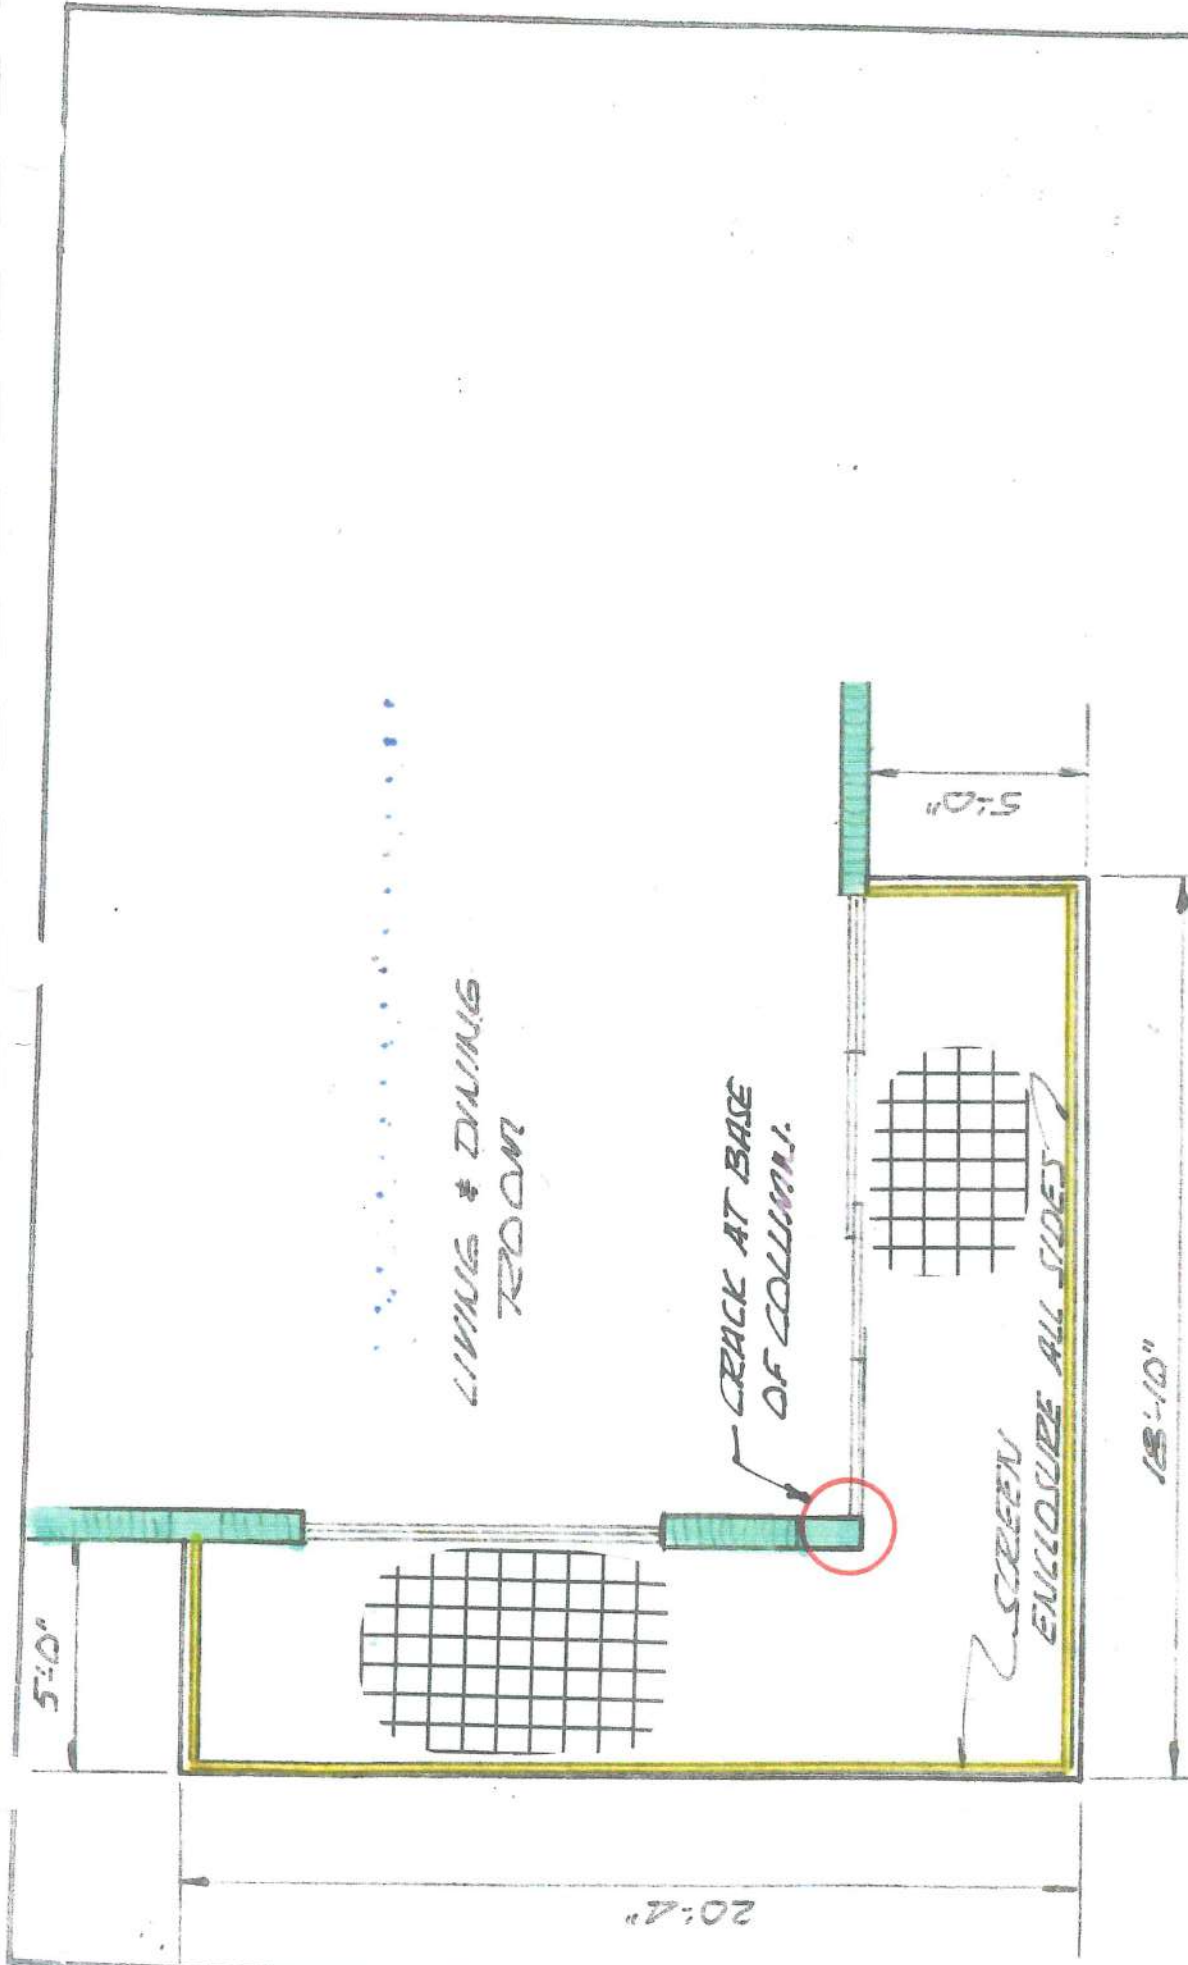 LIVING & DINING
ROOM
CRACK AT BASE
OF COLUMN.
SCREEN
ENCLOSURE ALL SIDES
5'-0"
5'-0"
18'-10"
20'-4"